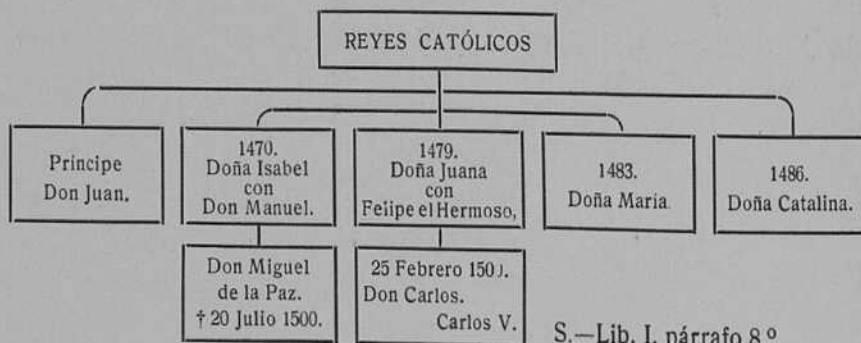 REYES CATÓLICOS
Príncipe
Don Juan.
1470.
Doña Isabel
con
Don Manuel.
1479.
Doña Juana
con
Felipe el Hermoso,
1483.
Doña María
1486.
Doña Catalina.
Don Miguel
de la Paz.
† 20 Julio 1500.
25 Febrero
Don Carlos.
Carlos V.
S.—Lib. I. párrafo 8.º